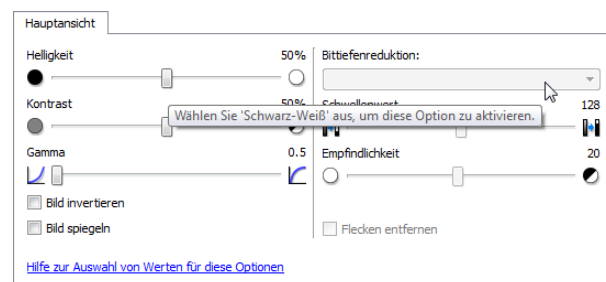 Hauptansicht
Helligkeit 50%
Bittiefenreduktion:
Kontrast 50%
Schwellenwert 128
Wählen Sie 'Schwarz-Weiß' aus, um diese Option zu aktivieren.
Gamma 0.5
Empfindlichkeit 20
Bild invertieren
Bild spiegeln
Flecken entfernen
Hilfe zur Auswahl von Werten für diese Optionen